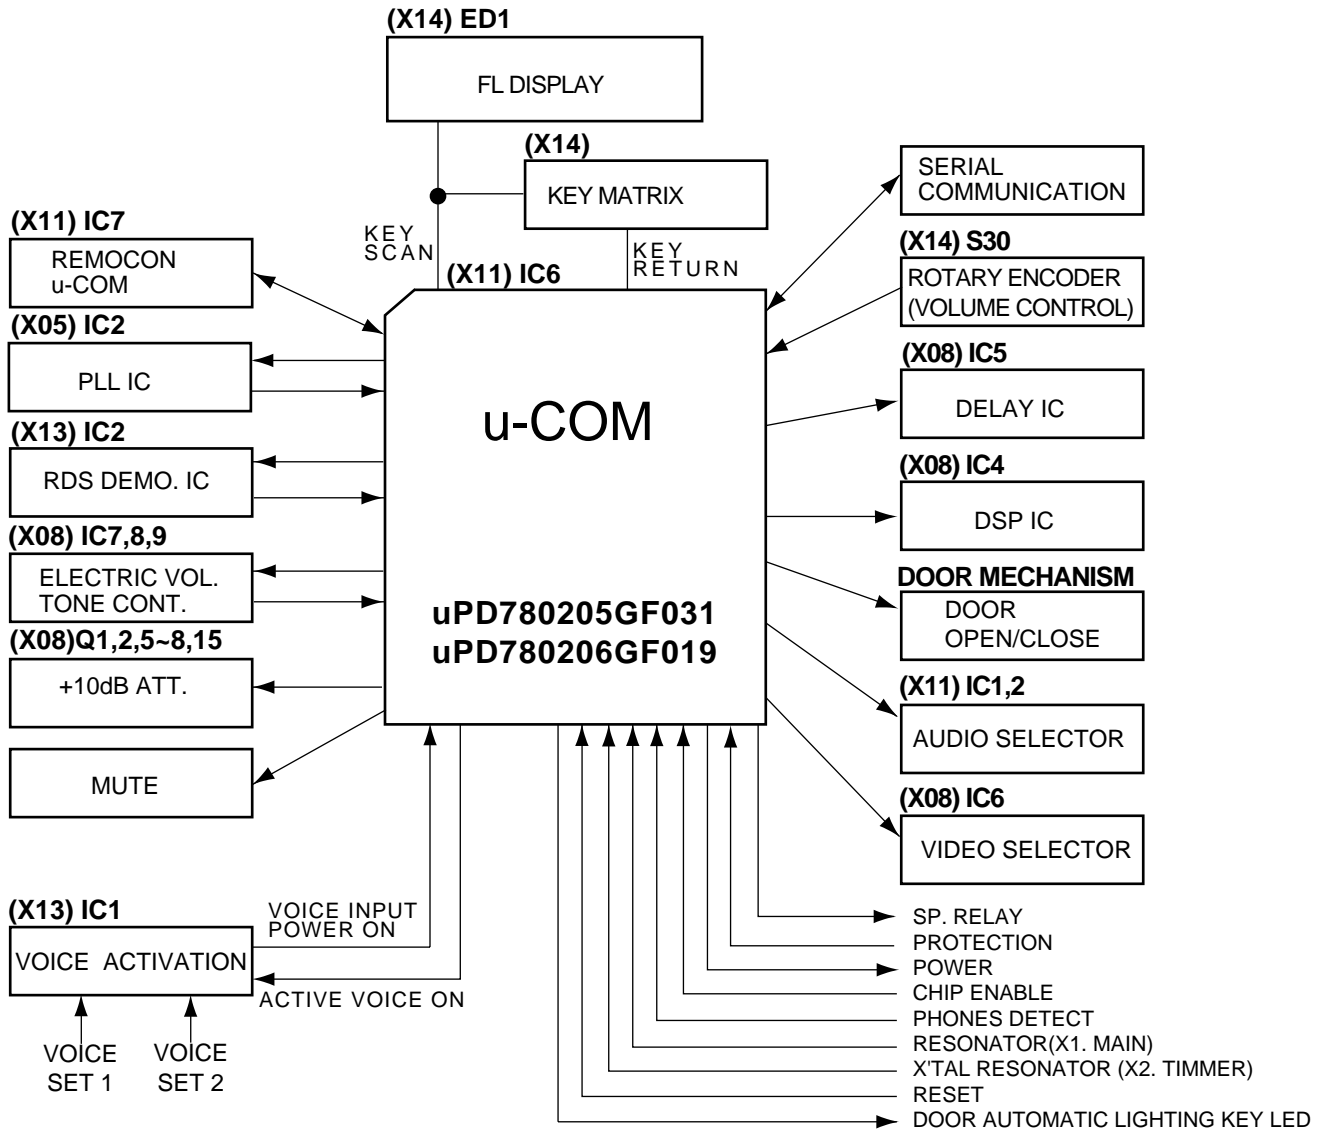 (X14) ED1
FL DISPLAY
(X14)
KEY MATRIX
KEY
SCAN
KEY
RETURN
(X11) IC7
REMOCON
u-COM
(X05) IC2
PLL IC
(X13) IC2
RDS DEMO. IC
(X08) IC7,8,9
ELECTRIC VOL.
TONE CONT.
(X08)Q1,2,5~8,15
+10dB ATT.
MUTE
(X11) IC6
u-COM
uPD780205GF031
uPD780206GF019
SERIAL
COMMUNICATION
(X14) S30
ROTARY ENCODER
(VOLUME CONTROL)
(X08) IC5
DELAY IC
(X08) IC4
DSP IC
DOOR MECHANISM
DOOR
OPEN/CLOSE
(X11) IC1,2
AUDIO SELECTOR
(X08) IC6
VIDEO SELECTOR
(X13) IC1
VOICE ACTIVATION
VOICE INPUT
POWER ON
ACTIVE VOICE ON
VOICE
SET 1
VOICE
SET 2
SP. RELAY
PROTECTION
POWER
CHIP ENABLE
PHONES DETECT
RESONATOR(X1. MAIN)
X'TAL RESONATOR (X2. TIMMER)
RESET
DOOR AUTOMATIC LIGHTING KEY LED